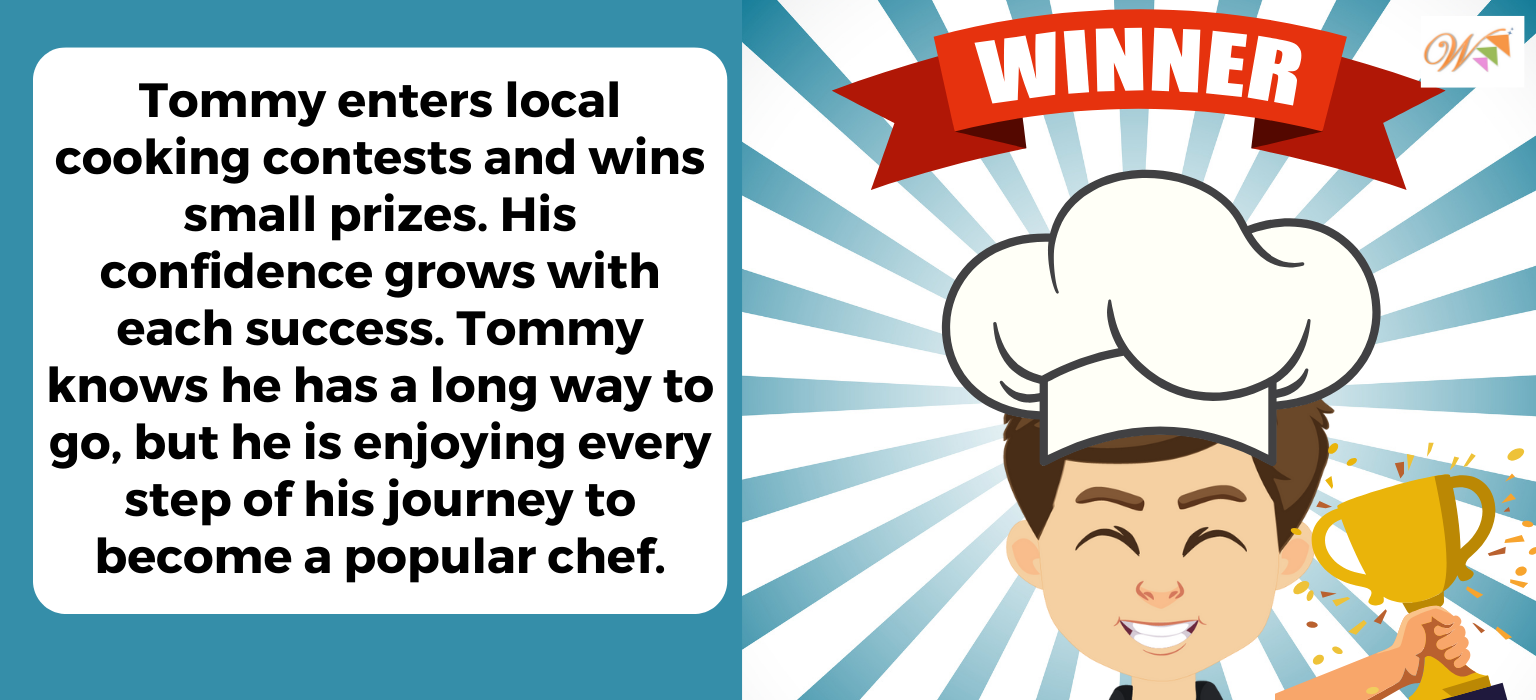 Tommy enters local
cooking contests and wins
small prizes. His
confidence grows with
each success. Tommy
knows he has a long way to
go, but he is enjoying every
step of his journey to
become a popular chef.
WINNER
W